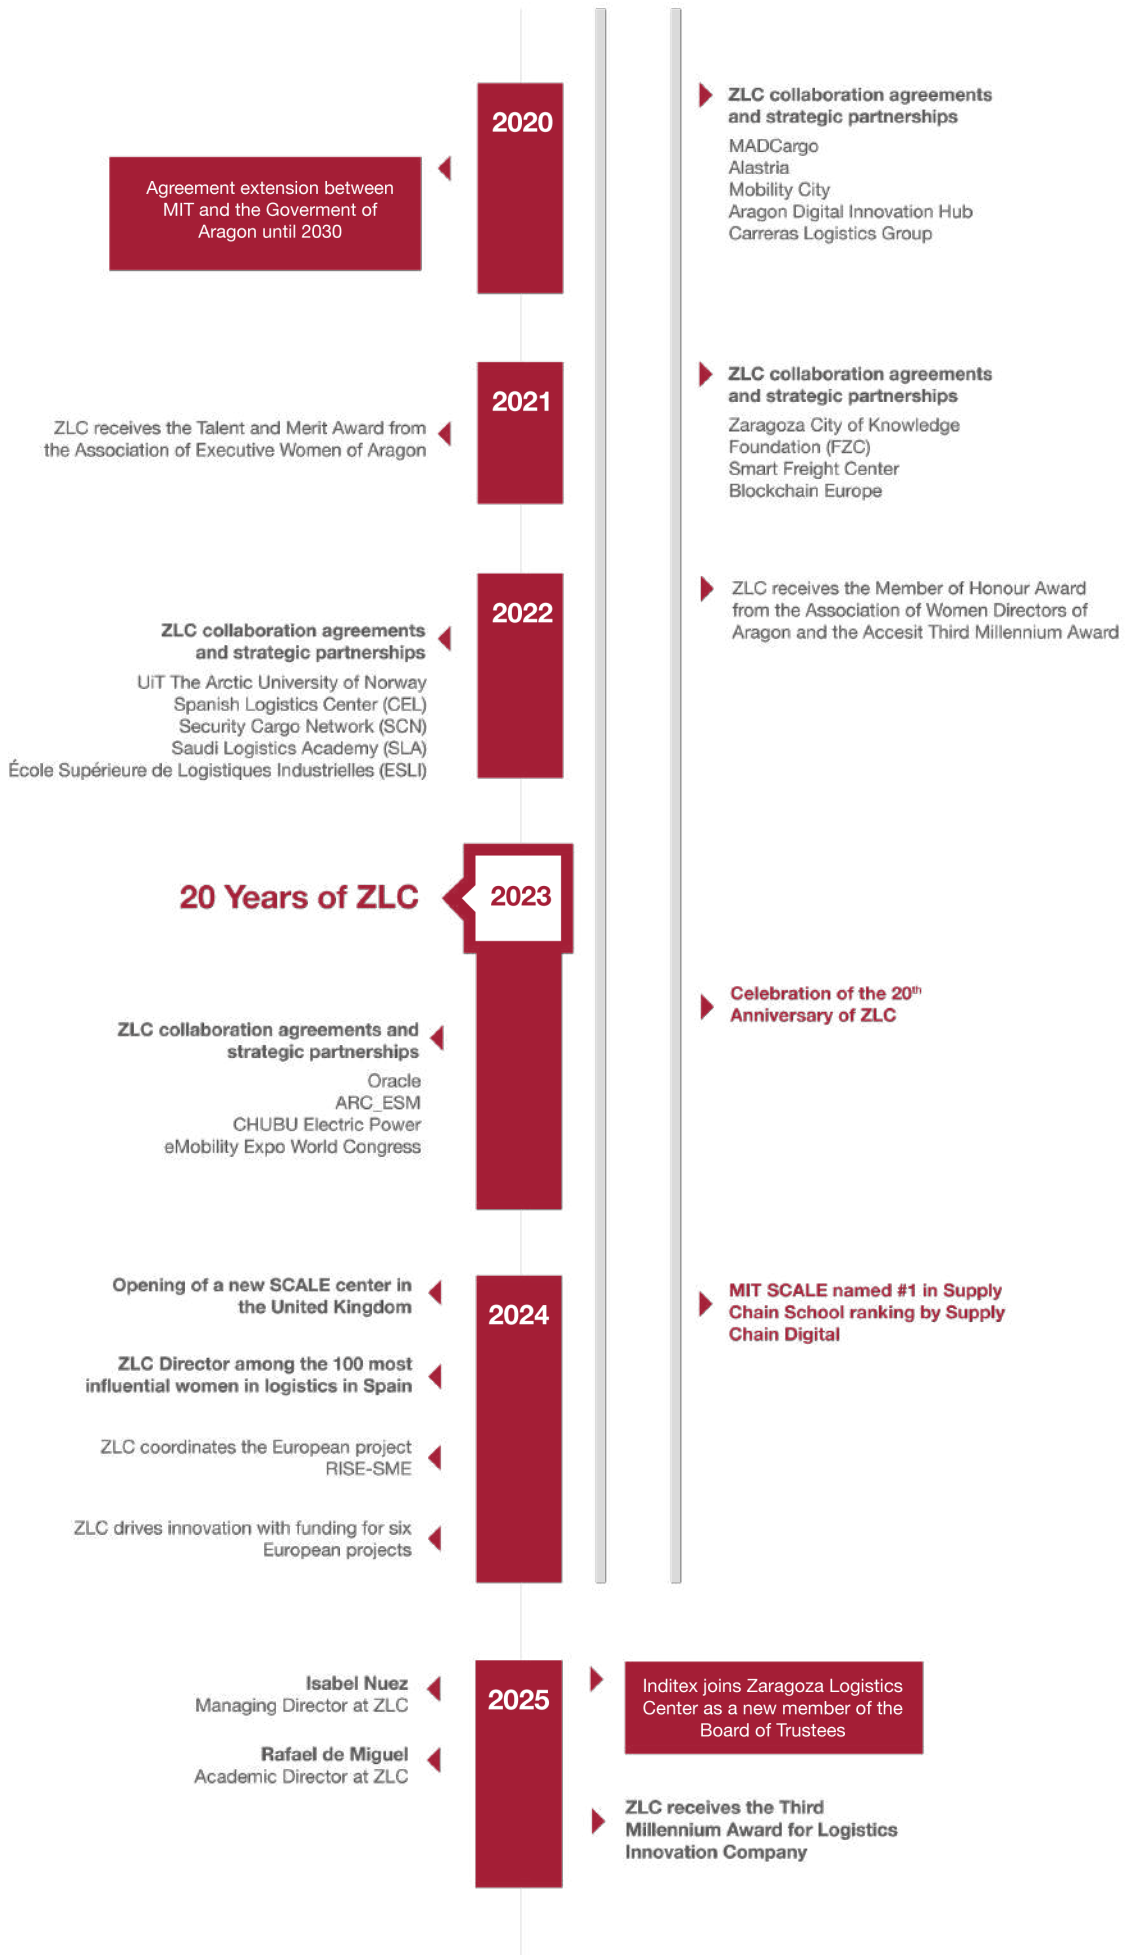 2020
Agreement extension between
MIT and the Goverment of
Aragon until 2030
ZLC collaboration agreements
and strategic partnerships
MADCargo
Alastria
Mobility City
Aragon Digital Innovation Hub
Carreras Logistics Group
2021
ZLC receives the Talent and Merit Award from
the Association of Executive Women of Aragon
ZLC collaboration agreements
and strategic partnerships
Zaragoza City of Knowledge
Foundation (FZC)
Smart Freight Center
Blockchain Europe
2022
ZLC collaboration agreements
and strategic partnerships
UiT The Arctic University of Norway
Spanish Logistics Center (CEL)
Security Cargo Network (SCN)
Saudi Logistics Academy (SLA)
École Supérieure de Logistiques Industrielles (ESLI)
ZLC receives the Member of Honour Award
from the Association of Women Directors of
Aragon and the Accesit Third Millennium Award
20 Years of ZLC
2023
ZLC collaboration agreements and
strategic partnerships
Oracle
ARC_ESM
CHUBU Electric Power
eMobility Expo World Congress
Celebration of the 20th
Anniversary of ZLC
2024
Opening of a new SCALE center in
the United Kingdom
ZLC Director among the 100 most
influential women in logistics in Spain
ZLC coordinates the European project
RISE-SME
ZLC drives innovation with funding for six
European projects
MIT SCALE named #1 in Supply
Chain School ranking by Supply
Chain Digital
2025
Isabel Nuez
Managing Director at ZLC
Rafael de Miguel
Academic Director at ZLC
Inditex joins Zaragoza Logistics
Center as a new member of the
Board of Trustees
ZLC receives the Third
Millennium Award for Logistics
Innovation Company